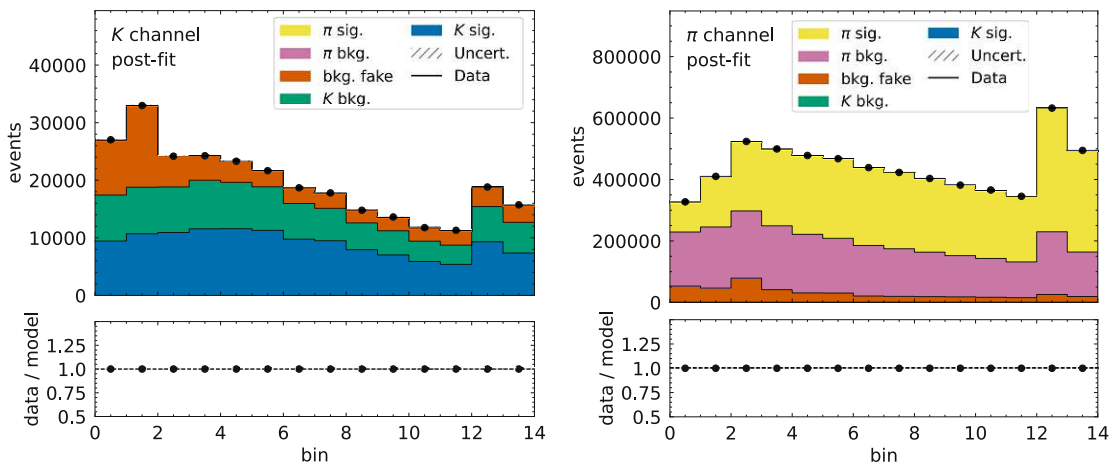 K channel
post-fit
π sig.
π bkg.
bkg. fake
K bkg.
K sig.
Uncert.
Data
events
40000
30000
20000
10000
0
data / model
1.25
1.0
0.75
0.5
0 2 4 6 8 10 12 14
bin
π channel
post-fit
π sig.
π bkg.
bkg. fake
K bkg.
K sig.
Uncert.
Data
events
800000
600000
400000
200000
0
data / model
1.25
1.0
0.75
0.5
0 2 4 6 8 10 12 14
bin